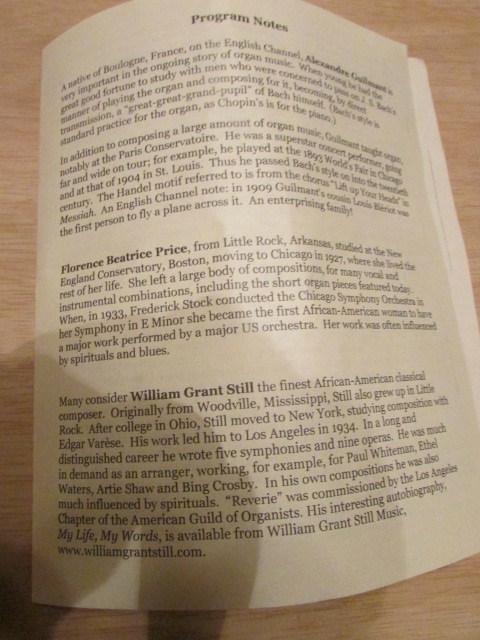 Program Notes
A native of Boulogne, France, on the English Channel, Alexandre Guilmant is
very important in the ongoing story of organ music. When young he had the
great good fortune to study with men who were concerned to pass on J. S. Bach's
manner of playing the organ and composing for it, becoming, by direct
transmission, a "great-great-grand-pupil" of Bach himself. (Bach's style is
standard practice for the organ, as Chopin's is for the piano.)
In addition to composing a large amount of organ music, Guilmant taught organ,
notably at the Paris Conservatoire. He was a superstar concert performer, going
far and wide on tour; for example, he played at the 1893 World's Fair in Chicago
and at that of 1904 in St. Louis. Thus he passed Bach's style on into the twentieth
century. The Handel motif referred to is from the chorus "Lift up Your Heads" in
Messiah. An English Channel note: in 1909 Guilmant's cousin Louis Blériot was
the first person to fly a plane across it. An enterprising family!
Florence Beatrice Price, from Little Rock, Arkansas, studied at the New
England Conservatory, Boston, moving to Chicago in 1927, where she lived the
rest of her life. She left a large body of compositions, for many vocal and
instrumental combinations, including the short organ pieces featured today.
When, in 1933, Frederick Stock conducted the Chicago Symphony Orchestra in
her Symphony in E Minor she became the first African-American woman to have
a major work performed by a major US orchestra. Her work was often influenced
by spirituals and blues.
Many consider William Grant Still the finest African-American classical
composer. Originally from Woodville, Mississippi, Still also grew up in Little
Rock. After college in Ohio, Still moved to New York, studying composition with
Edgar Varèse. His work led him to Los Angeles in 1934. In a long and
distinguished career he wrote five symphonies and nine operas. He was much
in demand as an arranger, working, for example, for Paul Whiteman, Ethel
Waters, Artie Shaw and Bing Crosby. In his own compositions he was also
much influenced by spirituals. "Reverie" was commissioned by the Los Angeles
Chapter of the American Guild of Organists. His interesting autobiography,
My Life, My Words, is available from William Grant Still Music,
www.williamgrantstill.com.